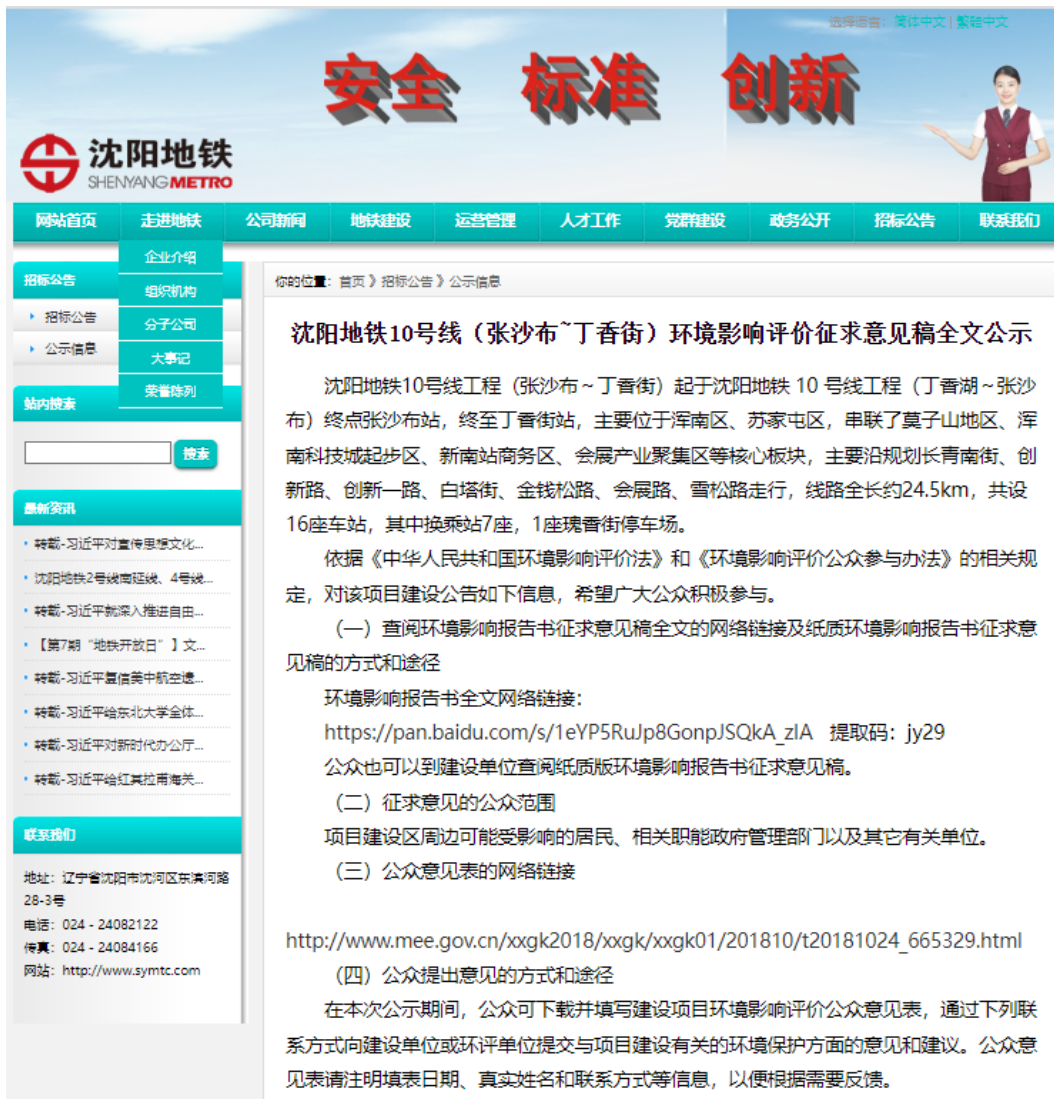 选择语言：简体中文 | 繁体中文
安全 标准 创新
沈阳地铁
SHENYANG METRO
网站首页 走进地铁 公司新闻 地铁建设 运营管理 人才工作 党群建设 政务公开 招标公告 联系我们
企业介绍
组织机构
分子公司
大事记
荣誉陈列
招标公告
招标公告
公示信息
站内搜索
搜索
最新资讯
转载-习近平对宣传思想文化...
沈阳地铁2号线南延线、4号线...
转载-习近平就深入推进自由...
【第7期“地铁开放日”】文...
转载-习近平复信美中航空遗...
转载-习近平给东北大学全体...
转载-习近平对新时代办公厅...
转载-习近平给红其拉甫海关...
联系我们
地址：辽宁省沈阳市沈河区东滨河路
28-3号
电话：024 - 24082122
传真：024 - 24084166
网站：http://www.symtc.com
你的位置：首页 》招标公告 》公示信息
沈阳地铁10号线（张沙布~丁香街）环境影响评价征求意见稿全文公示
沈阳地铁10号线工程（张沙布～丁香街）起于沈阳地铁 10 号线工程（丁香湖～张沙
布）终点张沙布站，终至丁香街站，主要位于浑南区、苏家屯区，串联了莫子山地区、浑
南科技城起步区、新南站商务区、会展产业聚集区等核心板块，主要沿规划长青南街、创
新路、创新一路、白塔街、金钱松路、会展路、雪松路走行，线路全长约24.5km，共设
16座车站，其中换乘站7座，1座瑰香街停车场。
依据《中华人民共和国环境影响评价法》和《环境影响评价公众参与办法》的相关规
定，对该项目建设公告如下信息，希望广大公众积极参与。
（一）查阅环境影响报告书征求意见稿全文的网络链接及纸质环境影响报告书征求意
见稿的方式和途径
环境影响报告书全文网络链接：
https://pan.baidu.com/s/1eYP5RuJp8GonpJSQkA_zlA 提取码：jy29
公众也可以到建设单位查阅纸质版环境影响报告书征求意见稿。
（二）征求意见的公众范围
项目建设区周边可能受影响的居民、相关职能政府管理部门以及其它有关单位。
（三）公众意见表的网络链接
http://www.mee.gov.cn/xxgk2018/xxgk/xxgk01/201810/t20181024_665329.html
（四）公众提出意见的方式和途径
在本次公示期间，公众可下载并填写建设项目环境影响评价公众意见表，通过下列联
系方式向建设单位或环评单位提交与项目建设有关的环境保护方面的意见和建议。公众意
见表请注明填表日期、真实姓名和联系方式等信息，以便根据需要反馈。